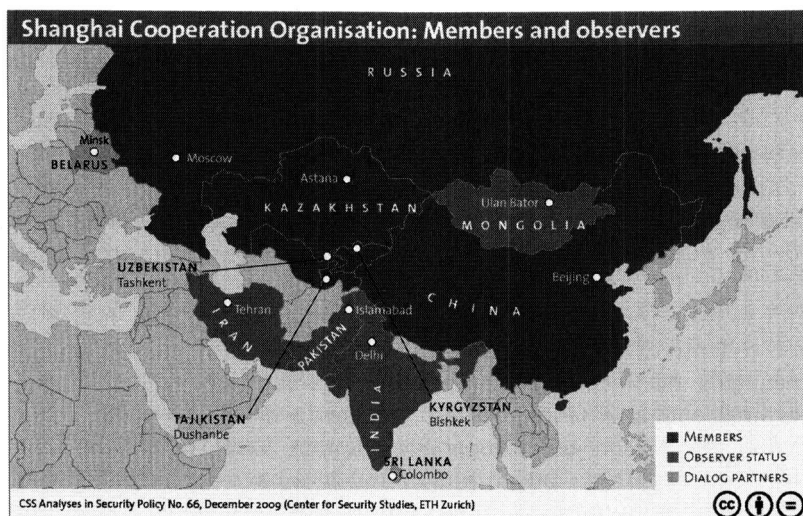 Shanghai Cooperation Organisation: Members and observers
RUSSIA
Minsk
BELARUS
Moscow
Astana
KAZAKHSTAN
Ulan Bator
MONGOLIA
UZBEKISTAN
Tashkent
Beijing
CHINA
Tehran
IRAN
Islamabad
PAKISTAN
Delhi
INDIA
TAJIKISTAN
Dushanbe
KYRGYZSTAN
Bishkek
SRI LANKA
Colombo
MEMBERS
OBSERVER STATUS
DIALOG PARTNERS
CSS Analyses in Security Policy No. 66, December 2009 (Center for Security Studies, ETH Zurich)
cc